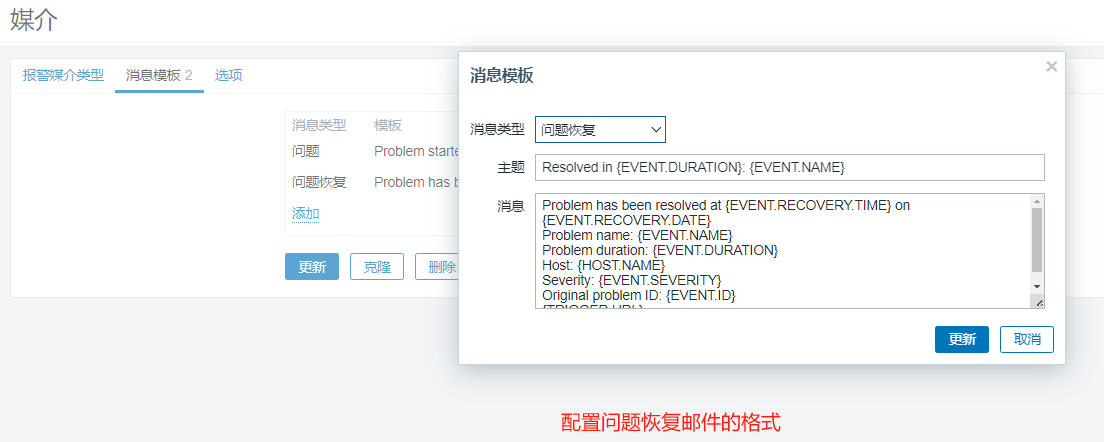 媒介
报警媒介类型 消息模板 2 选项
消息类型 模板
问题 Problem starte
问题恢复 Problem has b
添加
更新 克隆 删除
消息模板
消息类型 问题恢复
主题 Resolved in {EVENT.DURATION}: {EVENT.NAME}
消息 Problem has been resolved at {EVENT.RECOVERY.TIME} on
{EVENT.RECOVERY.DATE}
Problem name: {EVENT.NAME}
Problem duration: {EVENT.DURATION}
Host: {HOST.NAME}
Severity: {EVENT.SEVERITY}
Original problem ID: {EVENT.ID}
{TRIGGER.URL}
更新 取消
配置问题恢复邮件的格式